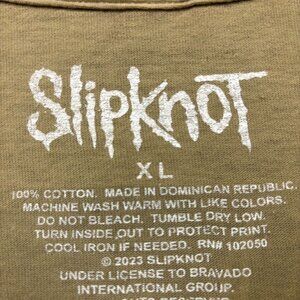 SlipKnoT
XL
100% COTTON. MADE IN DOMINICAN REPUBLIC.
MACHINE WASH WARM WITH LIKE COLORS.
DO NOT BLEACH. TUMBLE DRY LOW.
TURN INSIDE OUT TO PROTECT PRINT.
COOL IRON IF NEEDED. RN# 102050
© 2023 SLIPKNOT
UNDER LICENSE TO BRAVADO
INTERNATIONAL GROUP.